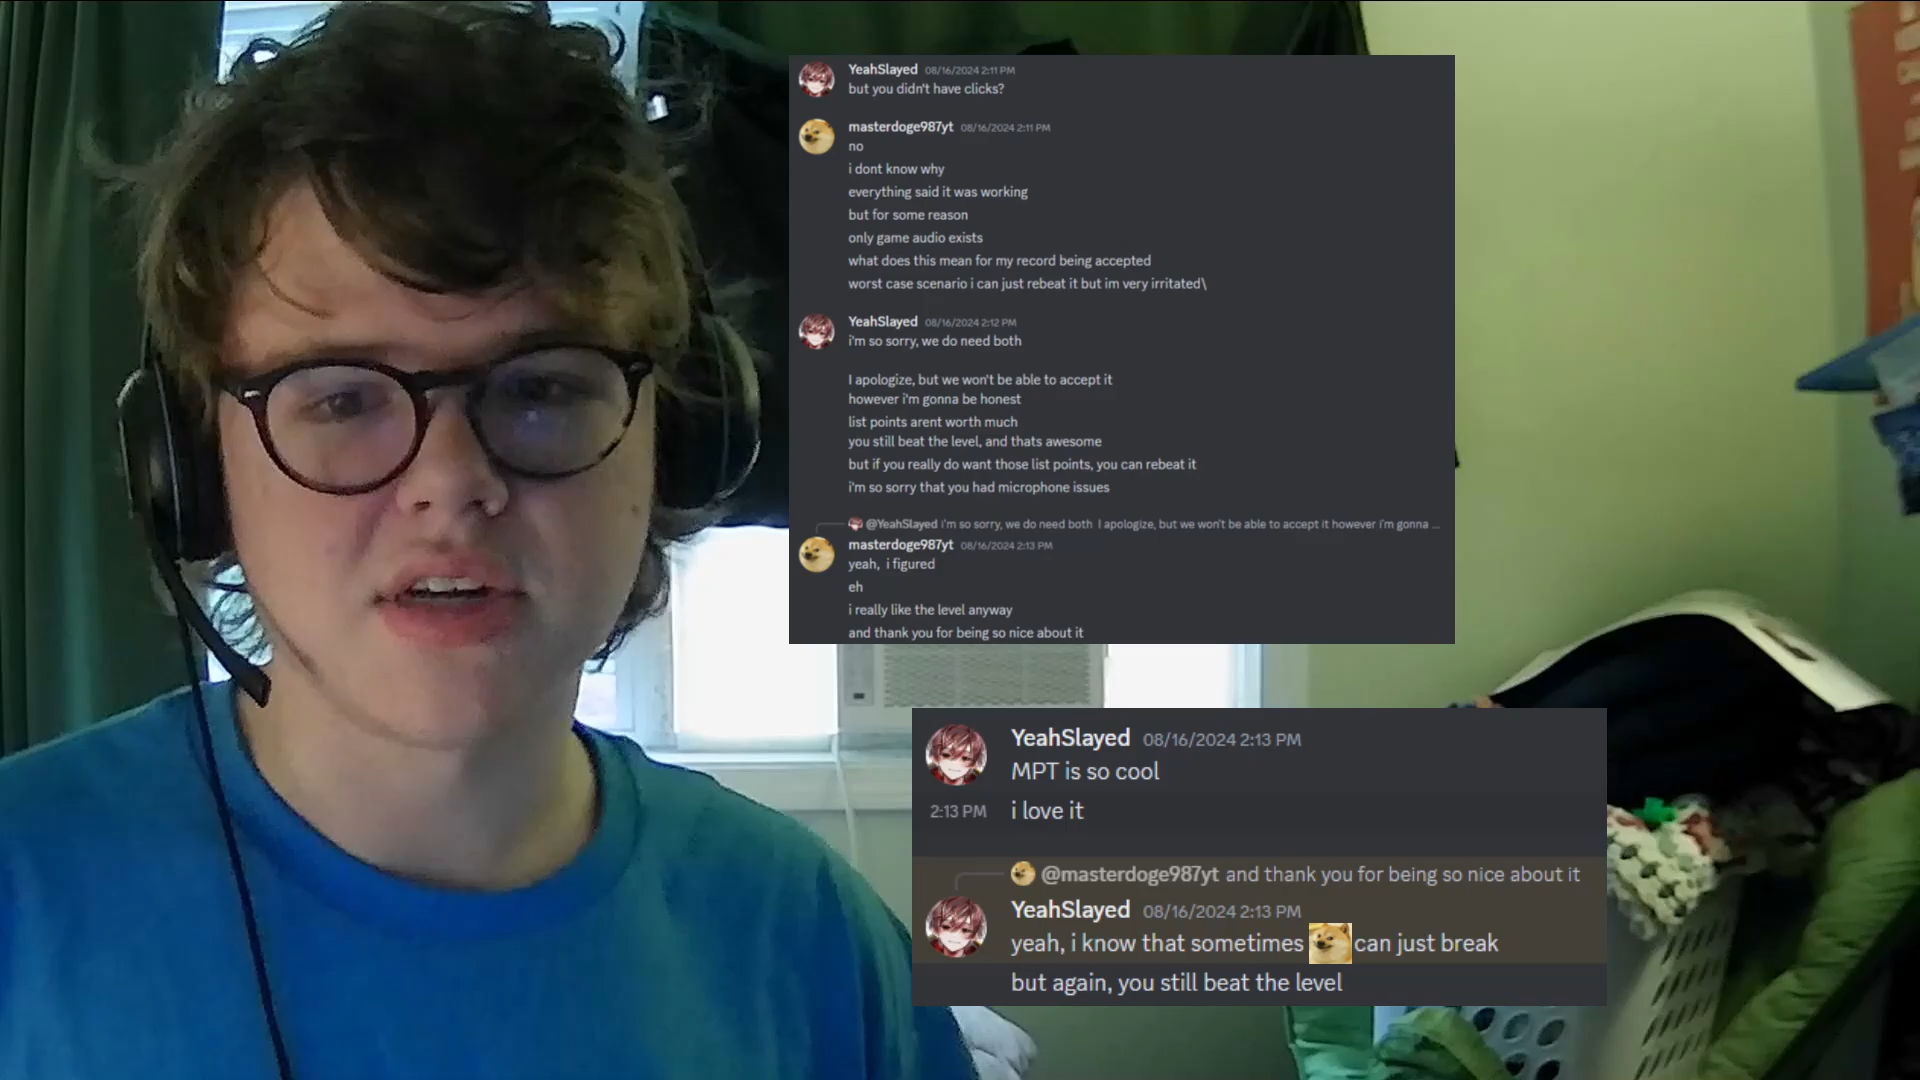 YeahSlayed 08/16/2024 2:11 PM
but you didn't have clicks?
masterdoge987yt 08/16/2024 2:11 PM
no
i dont know why
everything said it was working
but for some reason
only game audio exists
what does this mean for my record being accepted
worst case scenario i can just rebeat it but im very irritated\
YeahSlayed 08/16/2024 2:12 PM
i'm so sorry, we do need both
I apologize, but we won't be able to accept it
however i'm gonna be honest
list points arent worth much
you still beat the level, and thats awesome
but if you really do want those list points, you can rebeat it
i'm so sorry that you had microphone issues
@YeahSlayed i'm so sorry, we do need both I apologize, but we won't be able to accept it however i'm gonna ...
masterdoge987yt 08/16/2024 2:13 PM
yeah, i figured
eh
i really like the level anyway
and thank you for being so nice about it
YeahSlayed 08/16/2024 2:13 PM
MPT is so cool
2:13 PM i love it
@masterdoge987yt and thank you for being so nice about it
YeahSlayed 08/16/2024 2:13 PM
yeah, i know that sometimes can just break
but again, you still beat the level